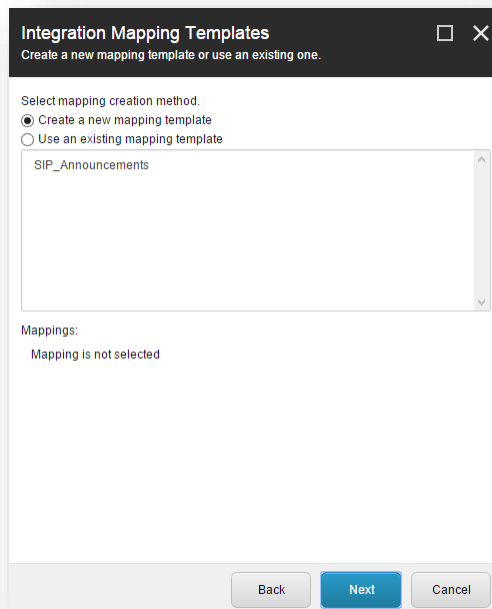 Integration Mapping Templates
Create a new mapping template or use an existing one.
Select mapping creation method.
Create a new mapping template
Use an existing mapping template
SIP_Announcements
Mappings:
Mapping is not selected
Back Next Cancel